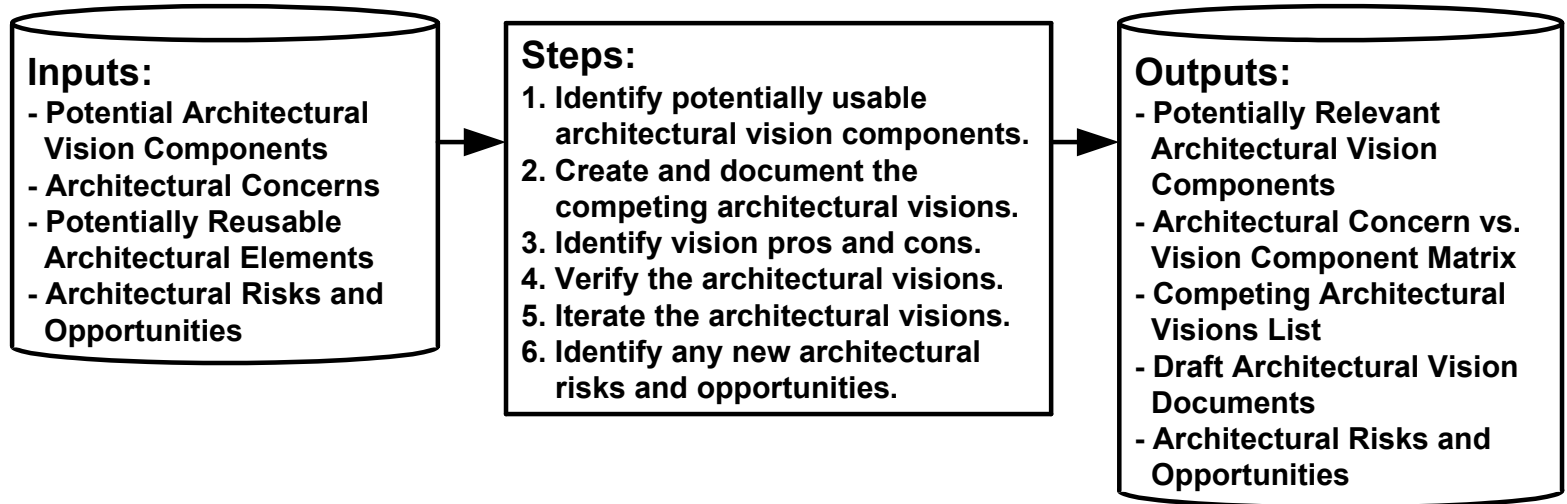 Inputs:
- Potential Architectural
Vision Components
- Architectural Concerns
- Potentially Reusable
Architectural Elements
- Architectural Risks and
Opportunities
Steps:
1. Identify potentially usable
architectural vision components.
2. Create and document the
competing architectural visions.
3. Identify vision pros and cons.
4. Verify the architectural visions.
5. Iterate the architectural visions.
6. Identify any new architectural
risks and opportunities.
Outputs:
- Potentially Relevant
Architectural Vision
Components
- Architectural Concern vs.
Vision Component Matrix
- Competing Architectural
Visions List
- Draft Architectural Vision
Documents
- Architectural Risks and
Opportunities